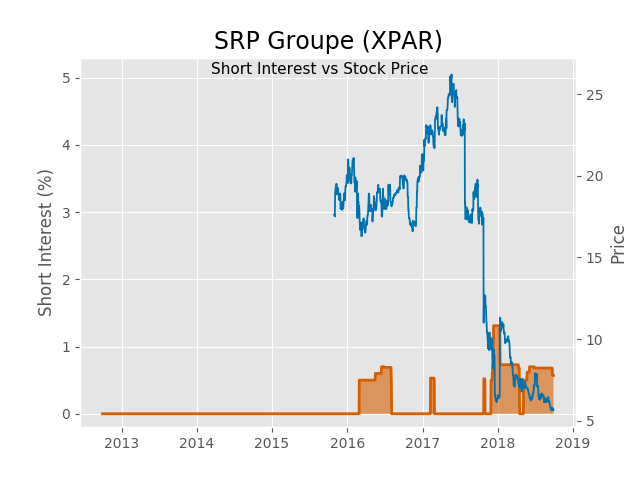 SRP Groupe (XPAR)
Short Interest vs Stock Price
Short Interest (%)
5
4
3
2
1
0
25
20
15
10
5
Price
2013 2014 2015 2016 2017 2018 2019